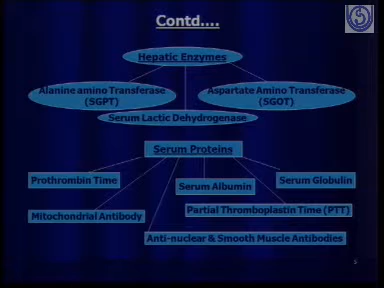 Contd....
Hepatic Enzymes
Alanine amino Transferase
(SGPT)
Aspartate Amino Transferase
(SGOT)
Serum Lactic Dehydrogenase
Serum Proteins
Prothrombin Time
Serum Albumin
Serum Globulin
Mitochondrial Antibody
Partial Thromboplastin Time (PTT)
Anti-nuclear & Smooth Muscle Antibodies